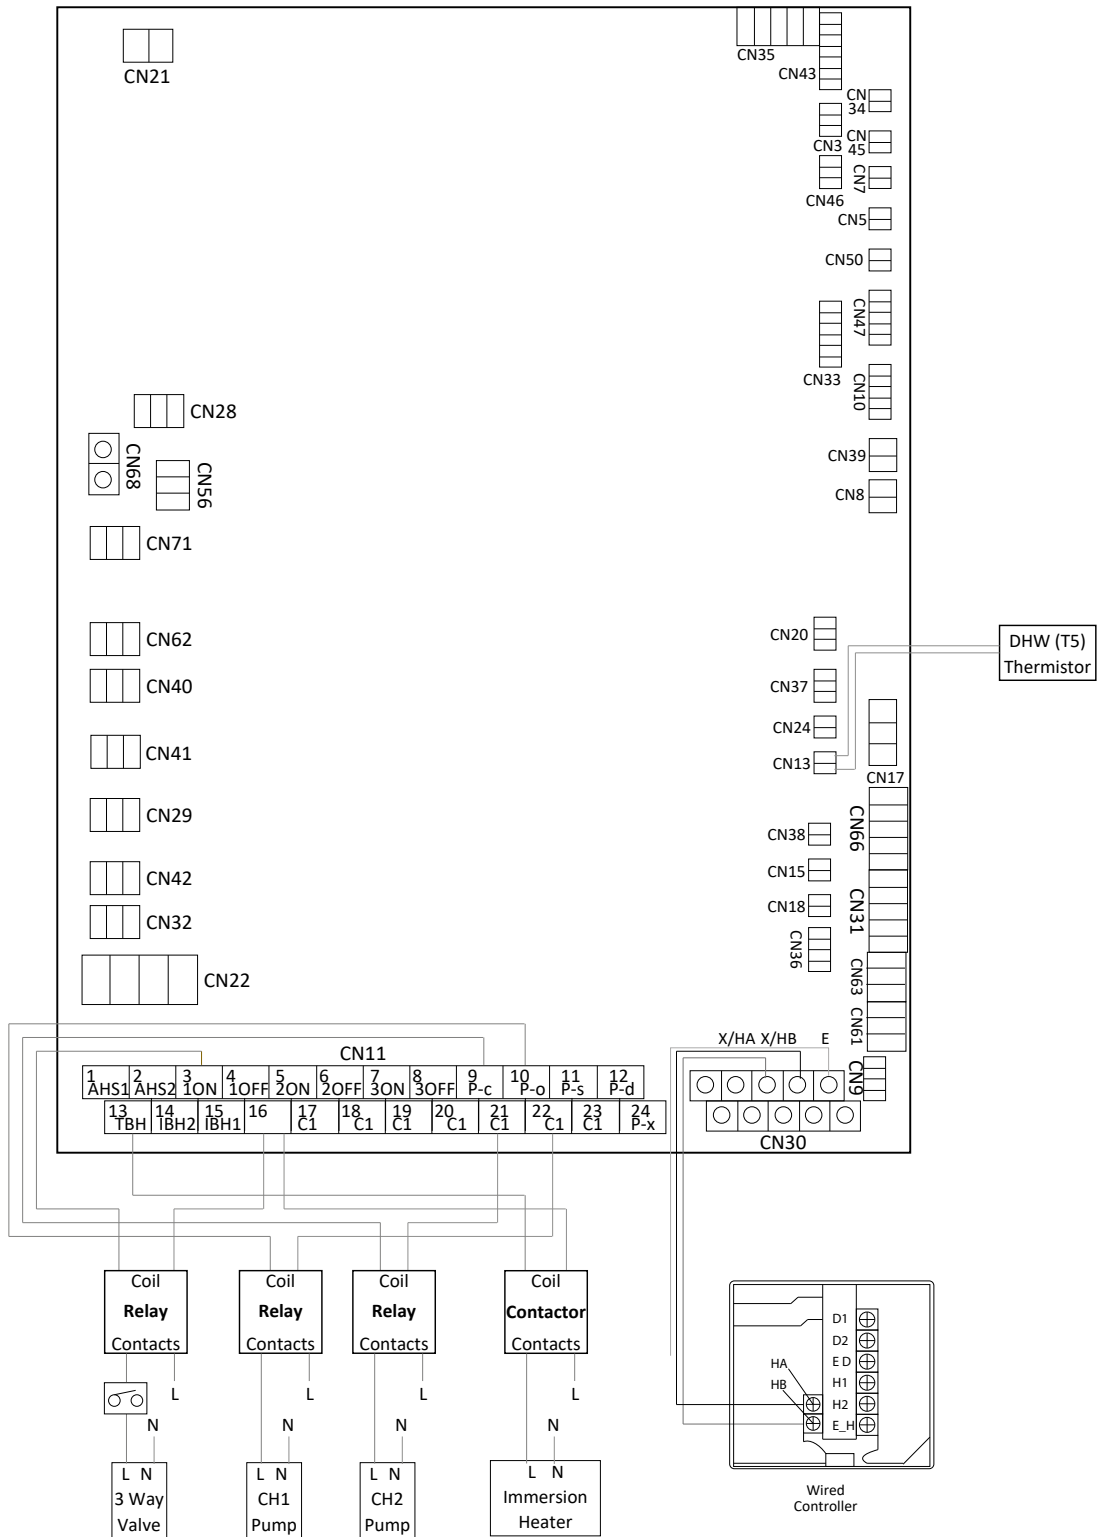 CN21
CN35
CN43
CN
34
CN3
CN
45
CN7
CN46
CN5
CN50
CN47
CN33
CN10
CN28
CN68
CN56
CN39
CN8
CN71
CN62
CN40
CN41
CN29
CN42
CN32
CN22
CN20
CN37
CN24
CN13
CN17
CN66
CN38
CN15
CN18
CN31
CN36
CN63
CN61
DHW (T5)
Thermistor
X/HA X/HB E
CN9
CN11
1 2 3 4 5 6 7 8 9 10 11 12
AHS1 AHS2 1ON 1OFF 2ON 2OFF 3ON 3OFF P-c P-o P-s P-d
13 14 15 16 17 18 19 20 21 22 23 24
TBH IBH2 IBH1 C1 C1 C1 C1 C1 C1 C1 P-x
CN30
Coil
Relay
Contacts
L
N
L N
3 Way
Valve
Coil
Relay
Contacts
L
N
L N
CH1
Pump
Coil
Relay
Contacts
L
N
L N
CH2
Pump
Coil
Contactor
Contacts
L
N
L N
Immersion
Heater
D1
D2
E D
H1
H2
E_H
HA
HB
Wired
Controller